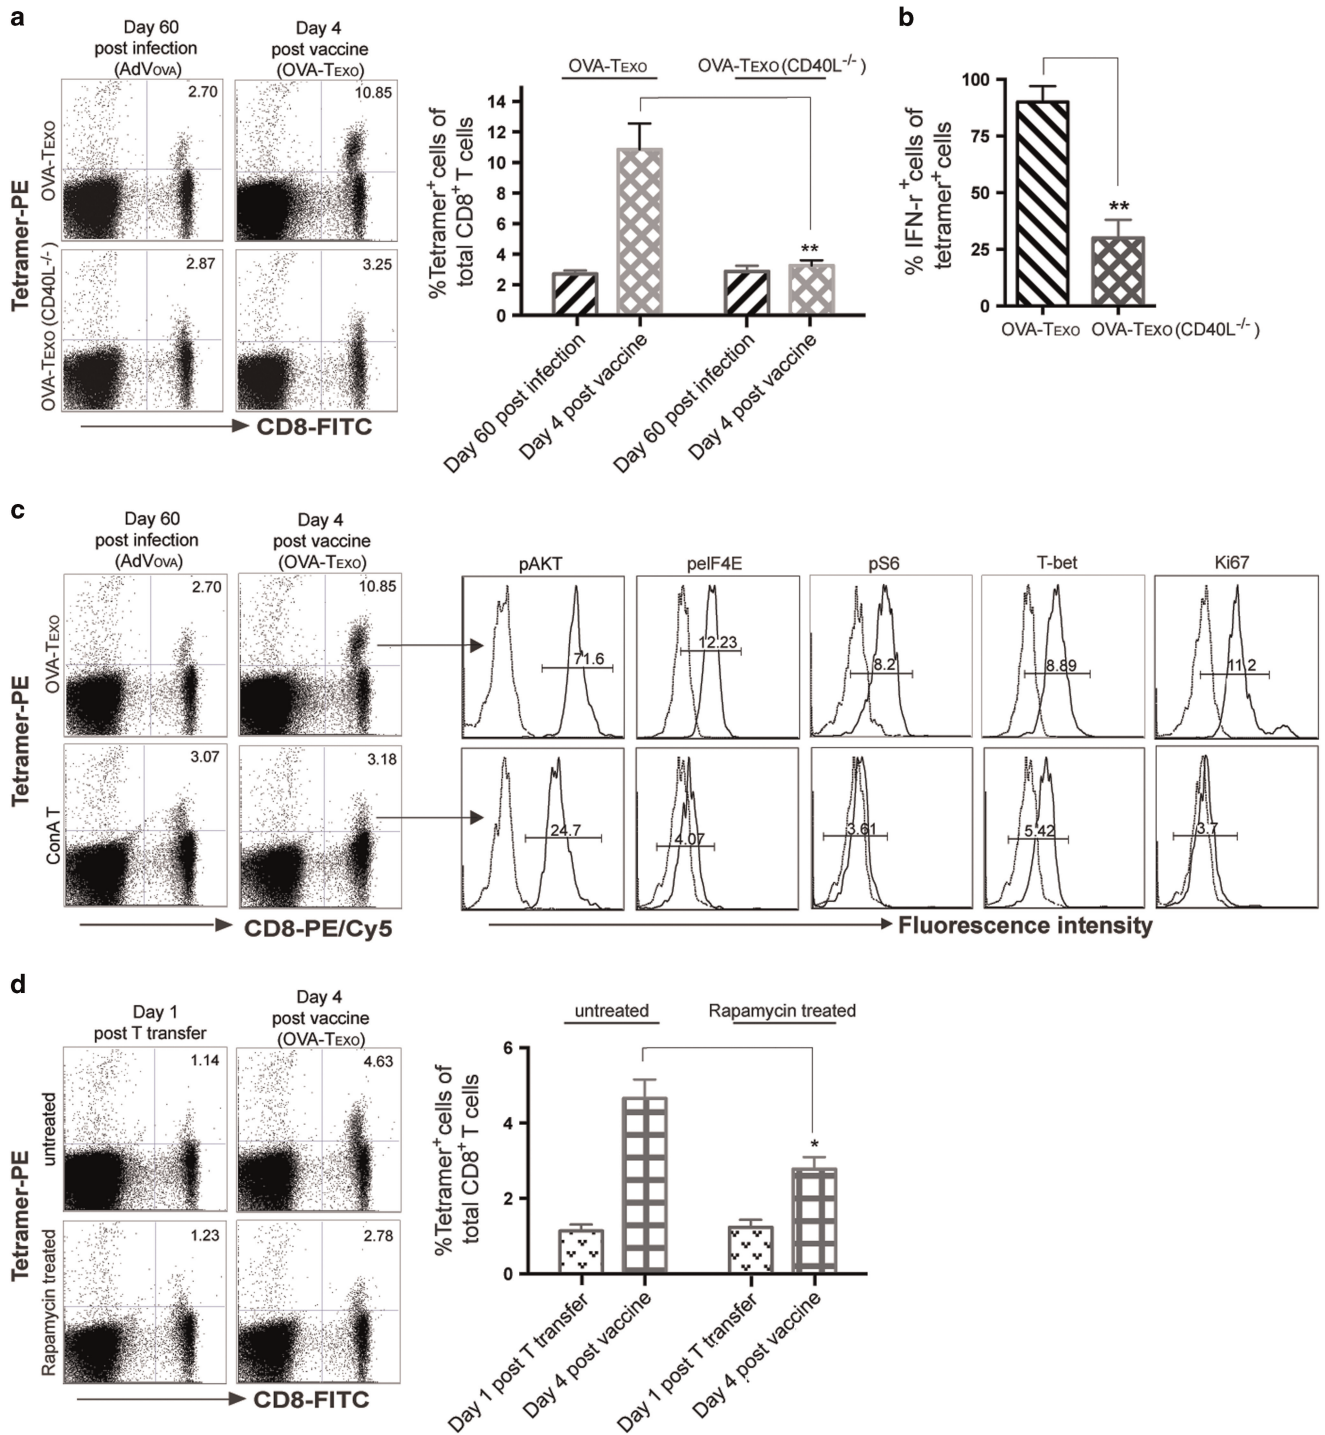 a
Day 60
post infection
(AdVOVA)
Day 4
post vaccine
(OVA-TEXO)
Tetramer-PE
OVA-TEXO
2.70
10.85
OVA-TEXO (CD40L-/-)
2.87
3.25
CD8-FITC
OVA-TEXO
OVA-TEXO (CD40L-/-)
%Tetramer+ cells of
total CD8+ T cells
14
12
10
8
6
4
2
0
**
Day 60 post infection
Day 4 post vaccine
Day 60 post infection
Day 4 post vaccine
b
% IFN-r + cells of
tetramer+ cells
100
75
50
25
0
**
OVA-TEXO
OVA-TEXO (CD40L-/-)
c
Day 60
post infection
(AdVOVA)
Day 4
post vaccine
(OVA-TEXO)
Tetramer-PE
OVA-TEXO
2.70
10.85
Tetramer-PE
ConA T
3.07
3.18
CD8-PE/Cy5
pAKT
peIF4E
pS6
T-bet
Ki67
71.6
12.23
8.2
8.89
11.2
24.7
4.07
3.61
5.42
3.7
Fluorescence intensity
d
Day 1
post T transfer
Day 4
post vaccine
(OVA-TEXO)
Tetramer-PE
untreated
1.14
4.63
Tetramer-PE
Rapamycin treated
1.23
2.78
CD8-FITC
untreated
Rapamycin treated
%Tetramer+ cells of
total CD8+ T cells
6
4
2
0
*
Day 1 post T transfer
Day 4 post vaccine
Day 1 post T transfer
Day 4 post vaccine